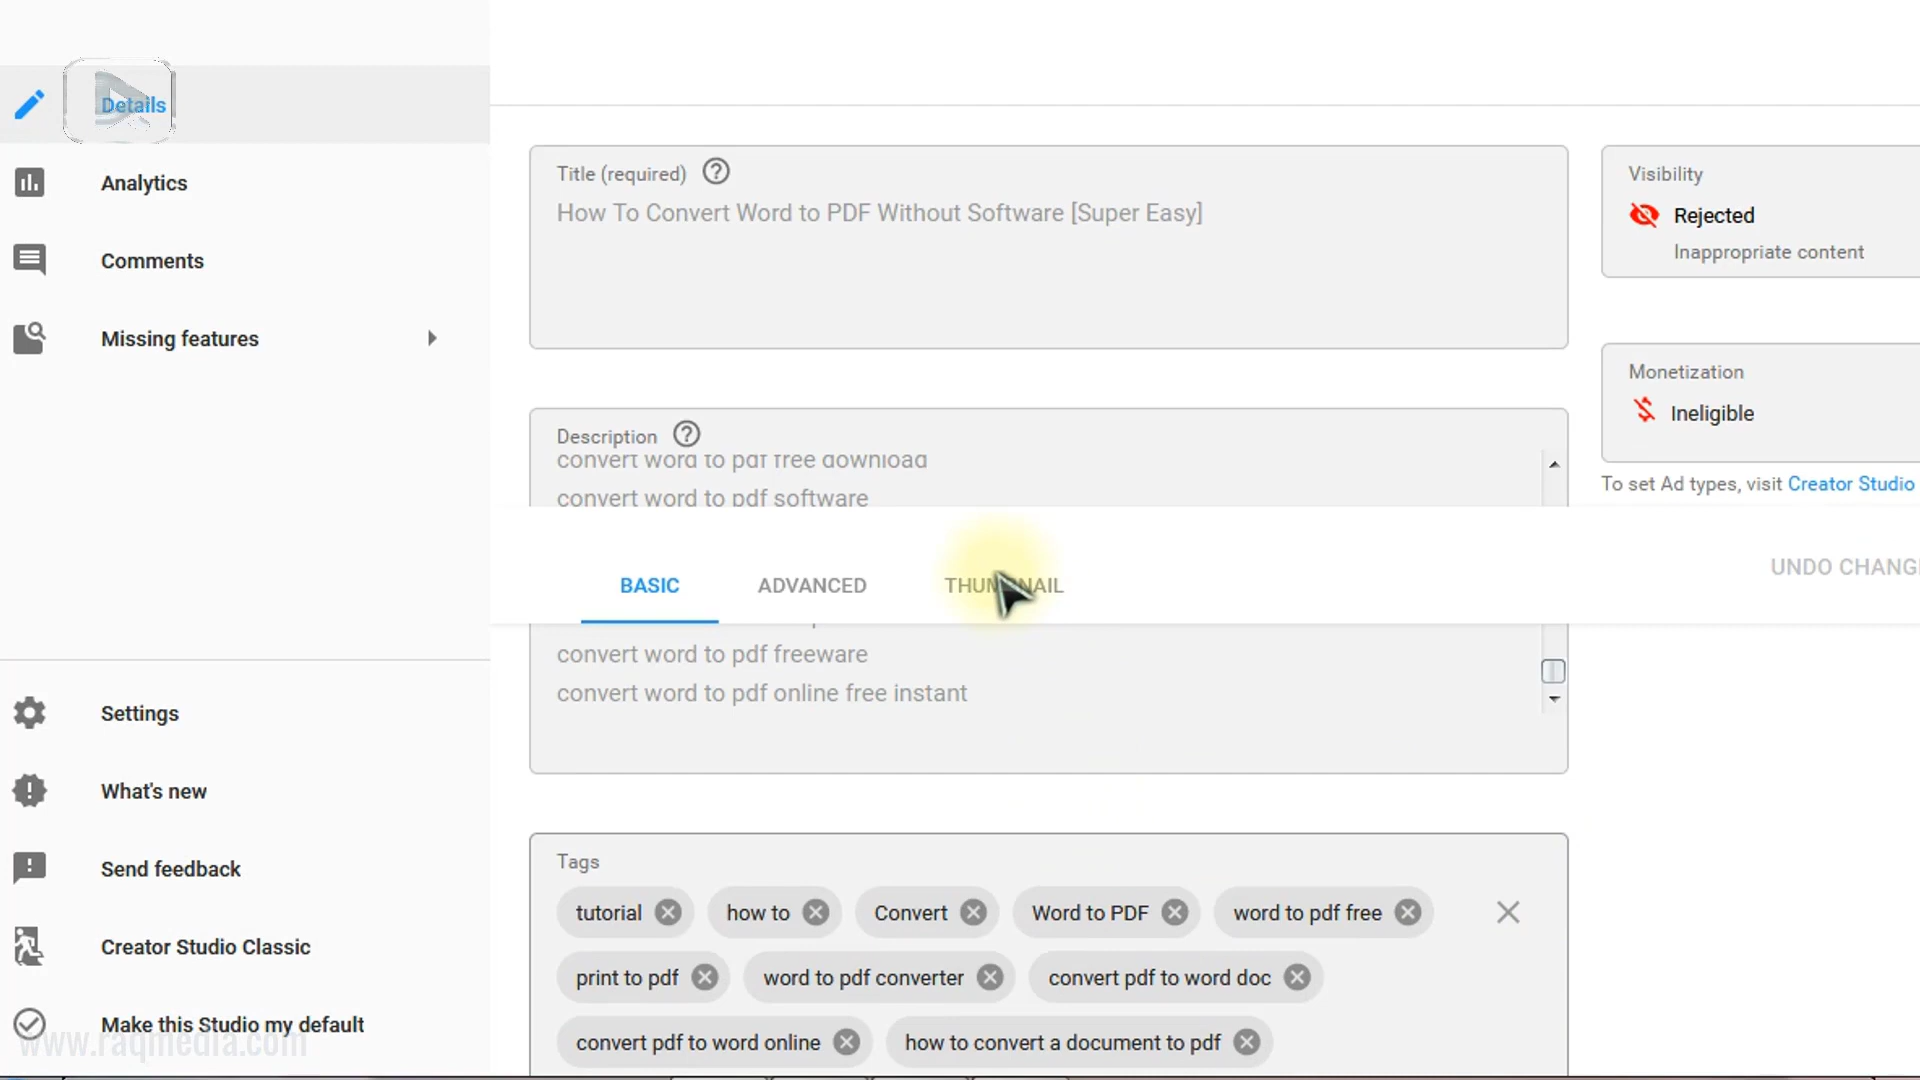 Details
Analytics
Comments
Missing features
Settings
What's new
Send feedback
Creator Studio Classic
Make this Studio my default
www.raqmedia.com
Title (required)
How To Convert Word to PDF Without Software [Super Easy]
Description
convert word to pdf free download
convert word to pdf software
BASIC ADVANCED THUMBNAIL
UNDO CHANG
convert word to pdf freeware
convert word to pdf online free instant
Tags
tutorial how to Convert Word to PDF word to pdf free
print to pdf word to pdf converter convert pdf to word doc
convert pdf to word online how to convert a document to pdf
Visibility
Rejected
Inappropriate content
Monetization
Ineligible
To set Ad types, visit Creator Studio